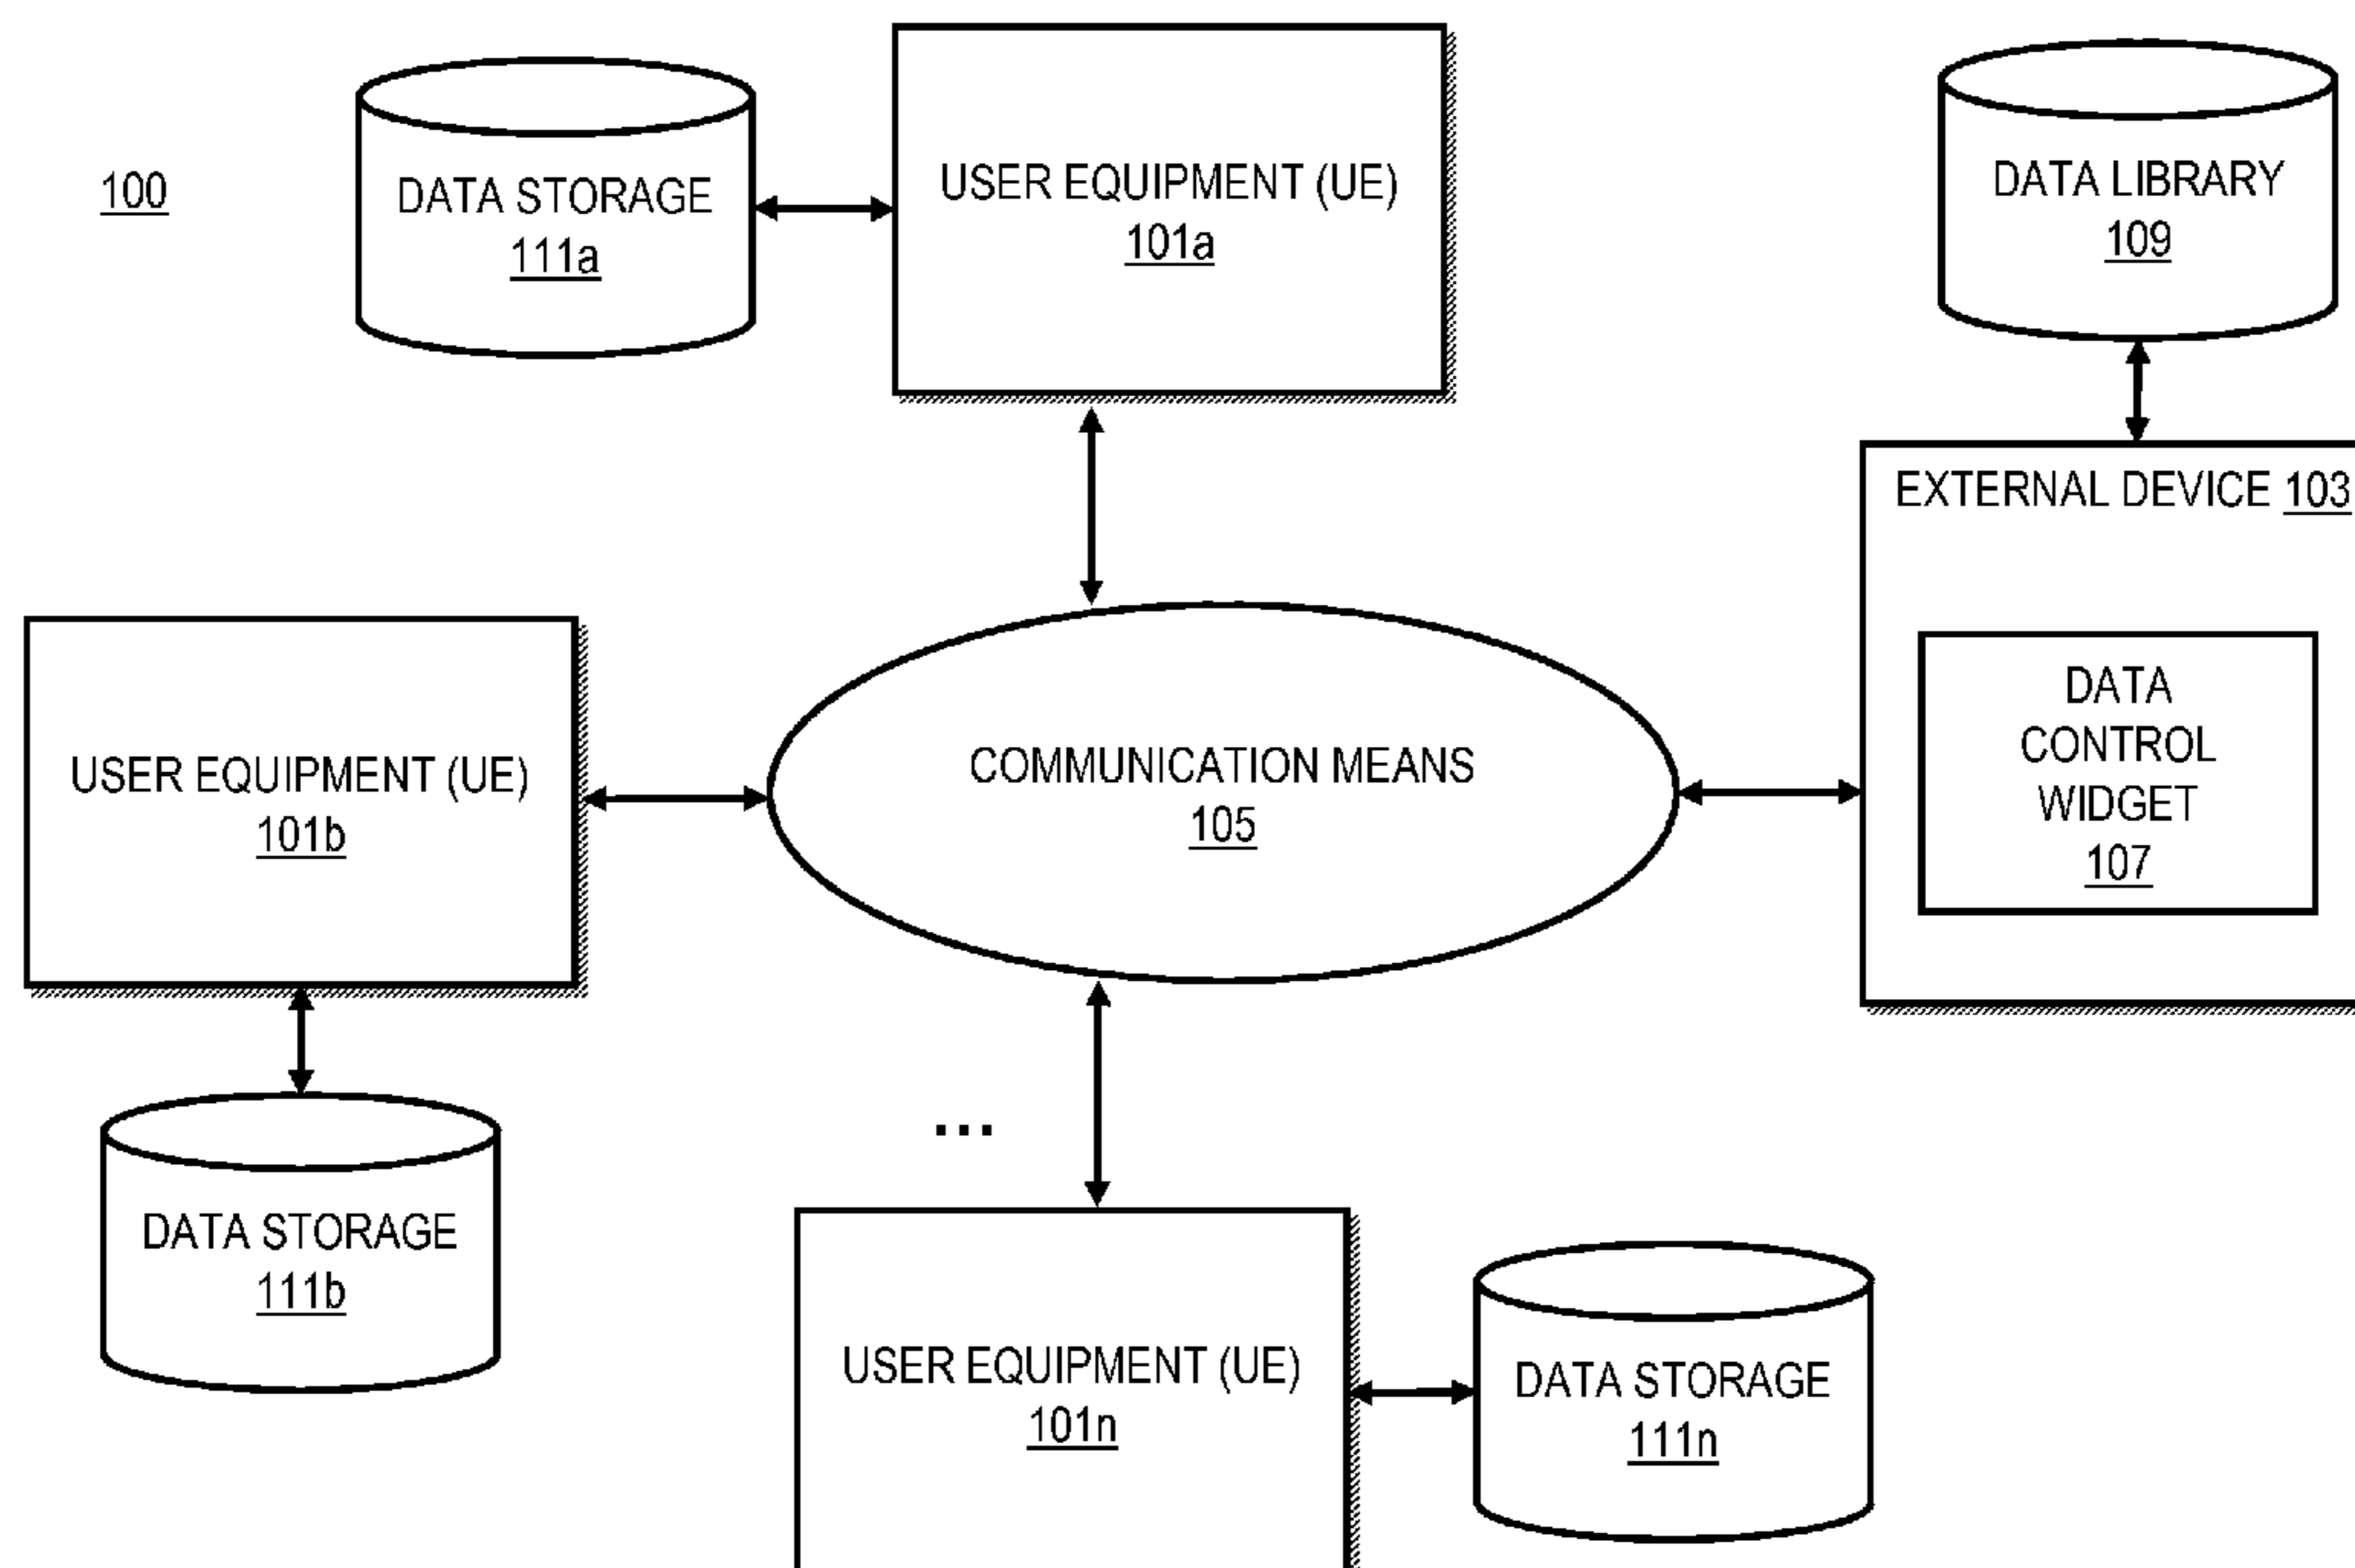 100
DATA STORAGE
111a
USER EQUIPMENT (UE)
101a
DATA LIBRARY
109
EXTERNAL DEVICE 103
DATA
CONTROL
WIDGET
107
COMMUNICATION MEANS
105
USER EQUIPMENT (UE)
101b
DATA STORAGE
111b
...
USER EQUIPMENT (UE)
101n
DATA STORAGE
111n